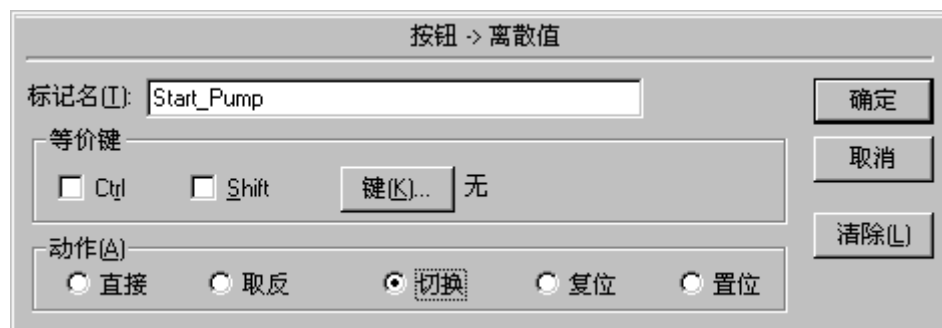 按钮 -> 离散值
标记名(T): Start_Pump
确定
等价键
取消
Ctrl Shift 键(K)... 无
清除(L)
动作(A)
直接 取反 切换 复位 置位